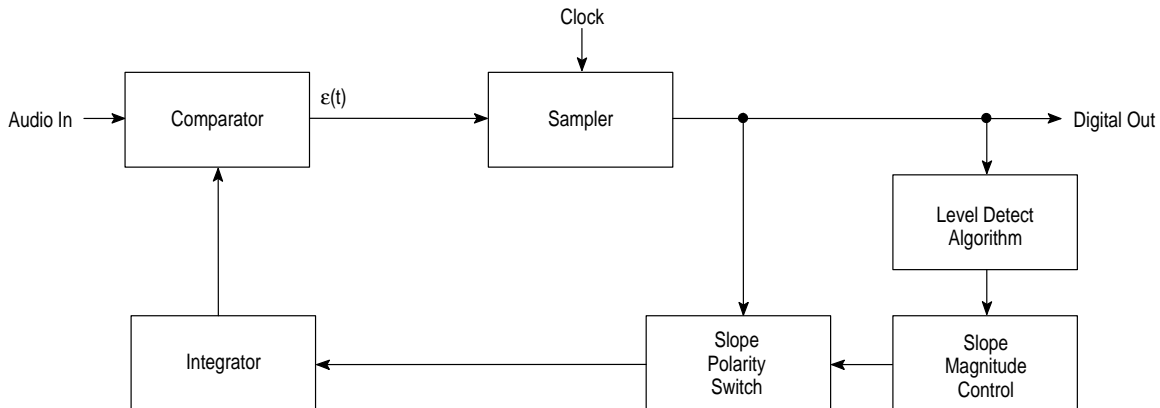 Clock
Audio In
Comparator
ε(t)
Sampler
Digital Out
Level Detect
Algorithm
Integrator
Slope
Polarity
Switch
Slope
Magnitude
Control